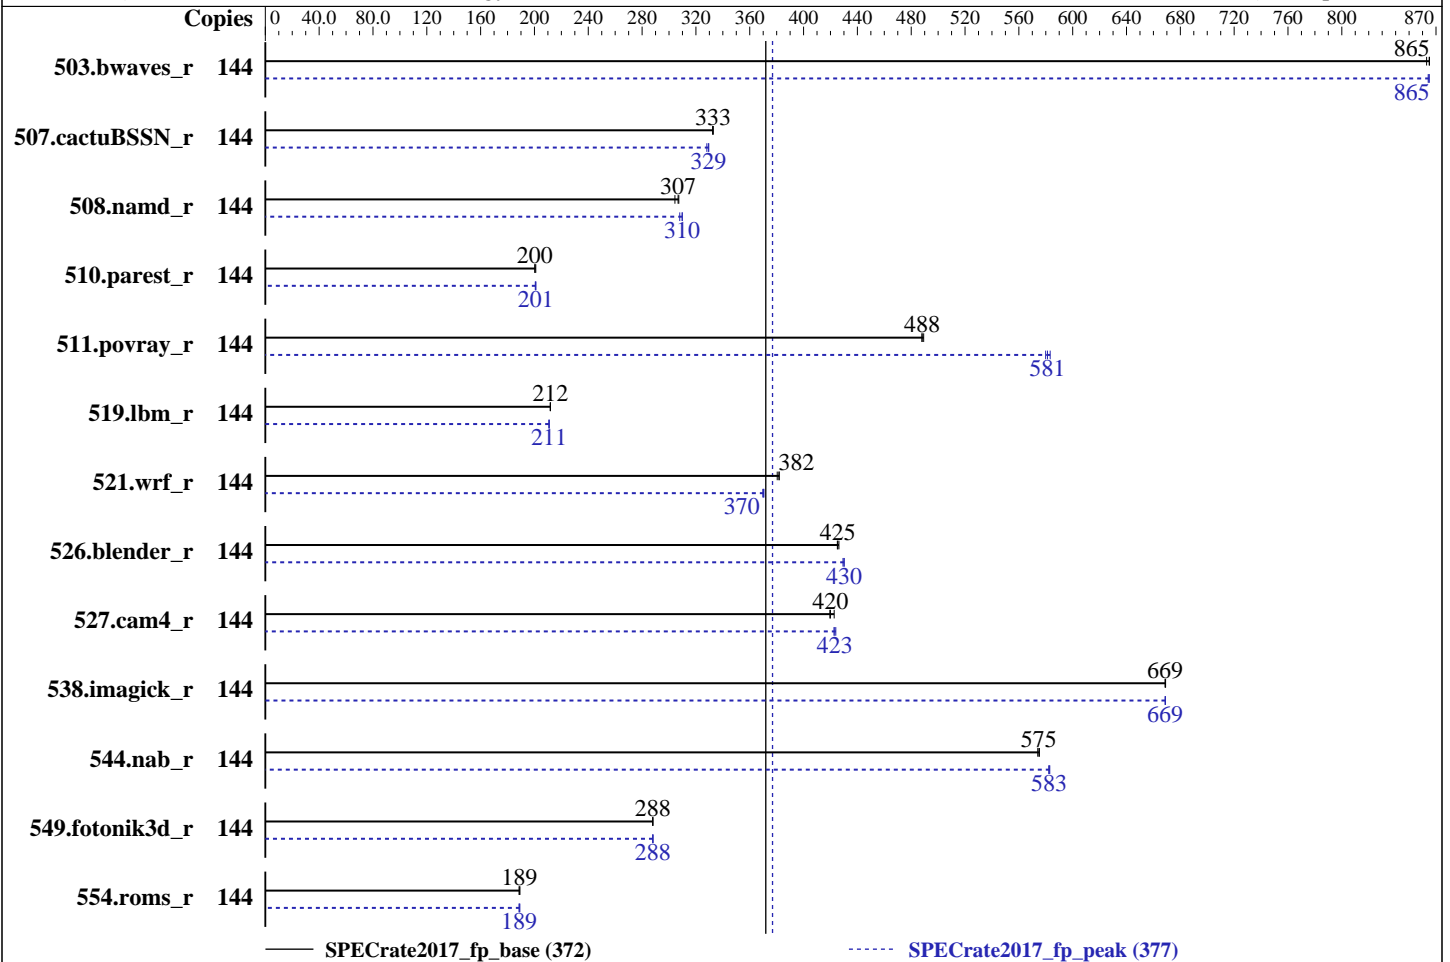 Copies 0 40.0 80.0 120 160 200 240 280 320 360 400 440 480 520 560 600 640 680 720 760 800 870
503.bwaves_r 144 865
865
507.cactuBSSN_r 144 333
329
508.namd_r 144 307
310
510.parest_r 144 200
201
511.povray_r 144 488
581
519.lbm_r 144 212
211
521.wrf_r 144 382
370
526.blender_r 144 425
430
527.cam4_r 144 420
423
538.imagick_r 144 669
669
544.nab_r 144 575
583
549.fotonik3d_r 144 288
288
554.roms_r 144 189
189
SPECrate2017_fp_base (372) SPECrate2017_fp_peak (377)